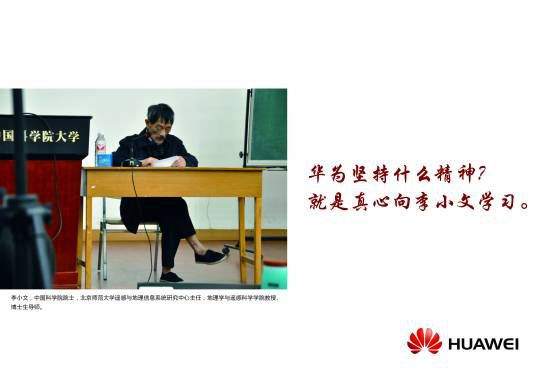 中国科学院大学
华为坚持什么精神?
就是真心向李小文学习。
李小文,中国科学院院士,北京师范大学遥感与地理信息系统研究中心主任,地理学与遥感科学学院教授,
博士生导师。
HUAWEI